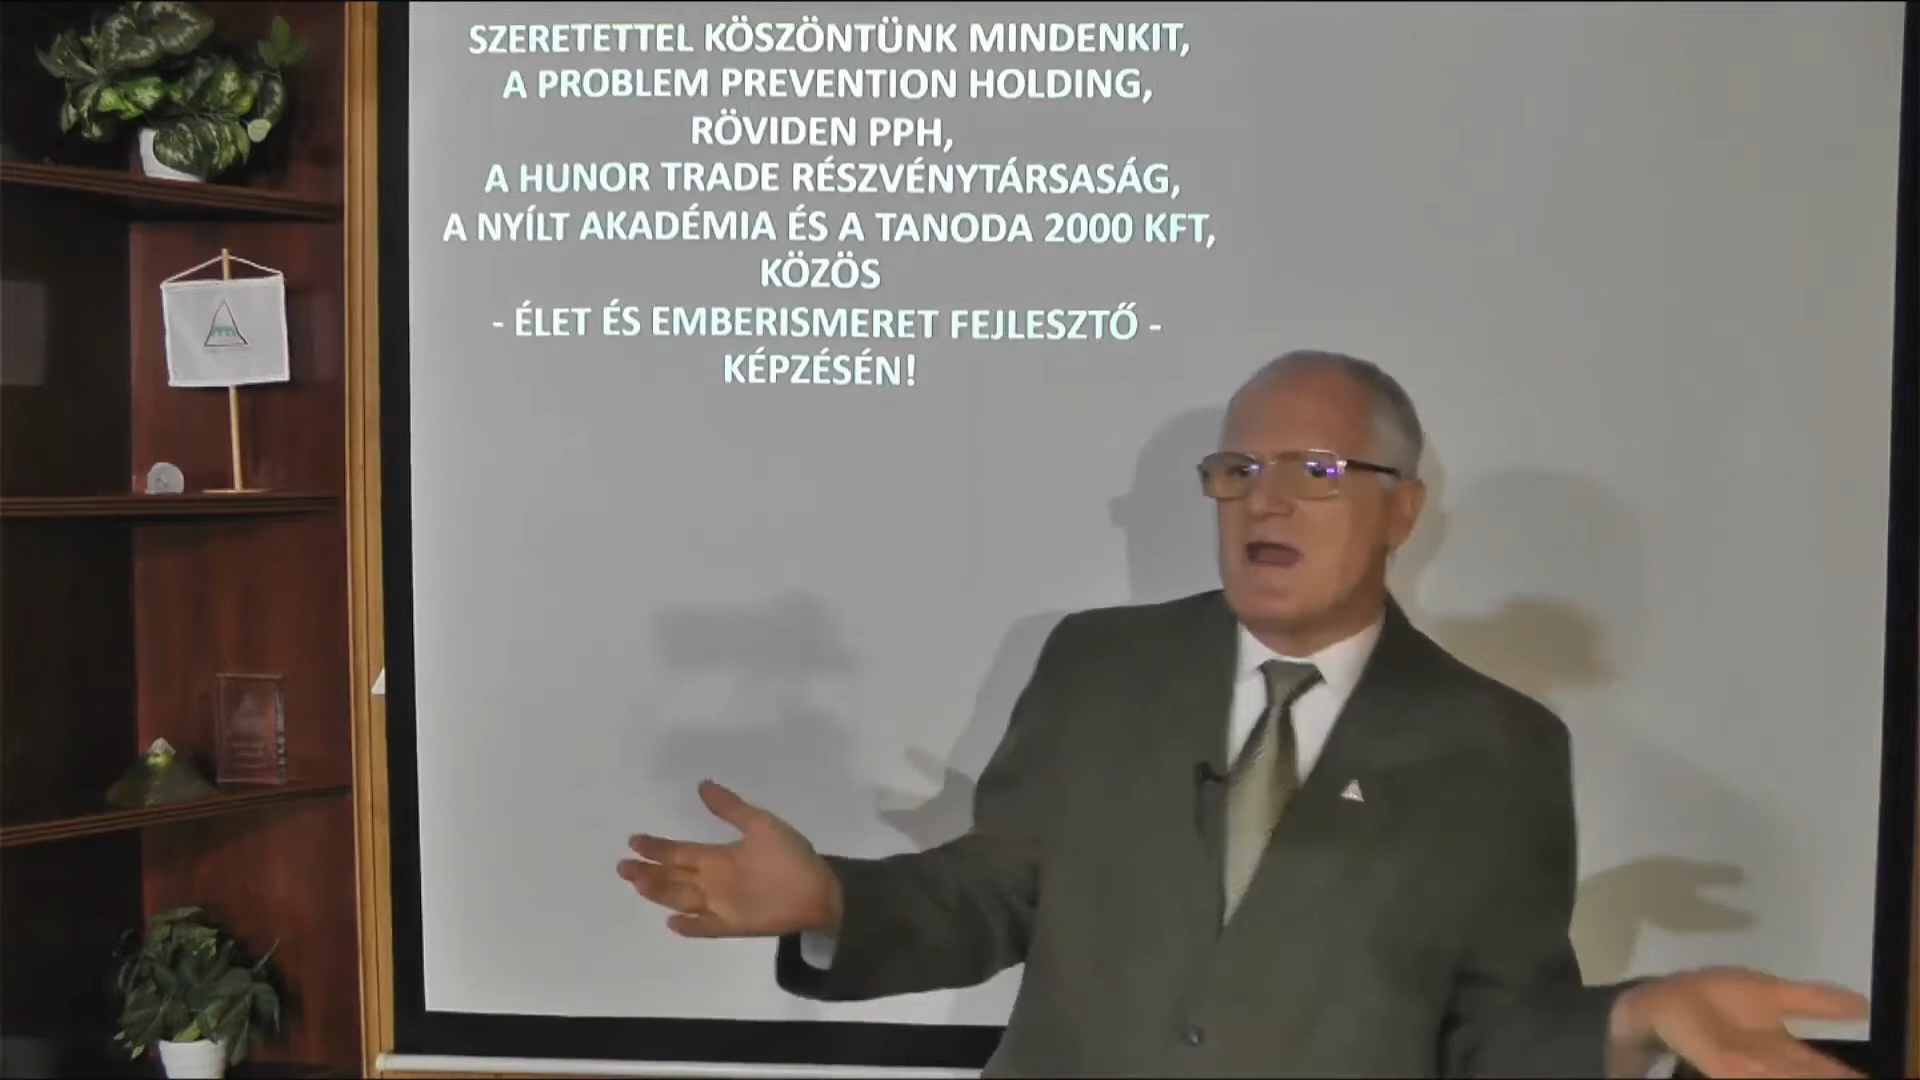 SZERETETTEL KÖSZÖNTÜNK MINDENKIT,
A PROBLEM PREVENTION HOLDING,
RÖVIDEN PPH,
A HUNOR TRADE RÉSZVÉNYTÁRSASÁG,
A NYÍLT AKADÉMIA ÉS A TANODA 2000 KFT,
KÖZÖS
- ÉLET ÉS EMBERISMERET FEJLESZTŐ -
KÉPZÉSÉN!